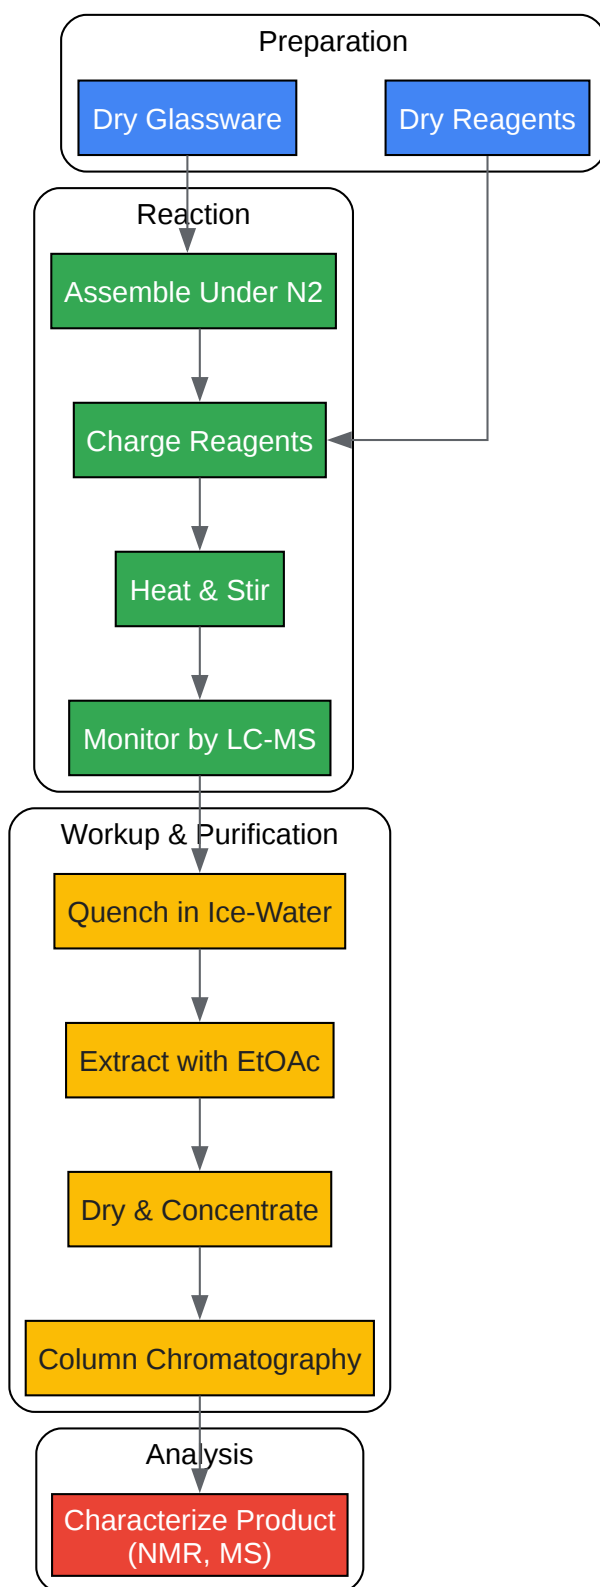 Preparation
Dry Glassware
Dry Reagents
Reaction
Assemble Under N2
Charge Reagents
Heat & Stir
Monitor by LC-MS
Workup & Purification
Quench in Ice-Water
Extract with EtOAc
Dry & Concentrate
Column Chromatography
Analysis
Characterize Product
(NMR, MS)